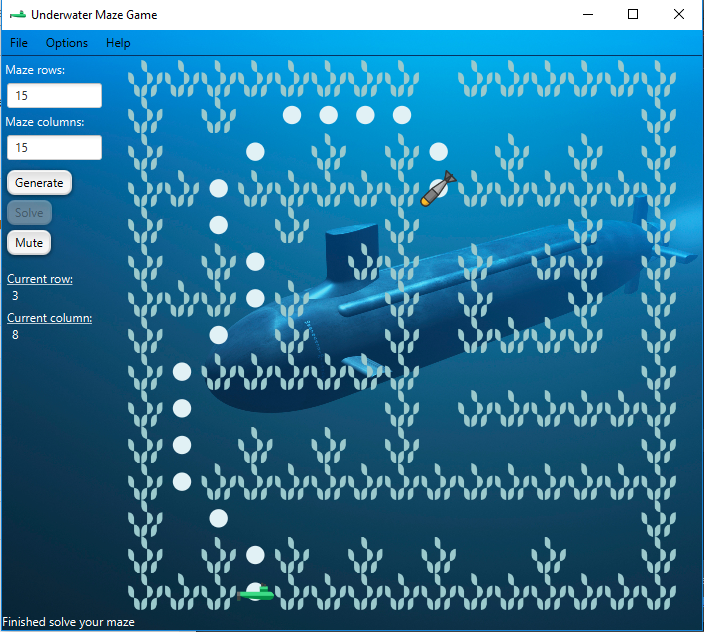 Underwater Maze Game
File Options Help
Maze rows:
15
Maze columns:
15
Generate
Solve
Mute
Current row:
3
Current column:
8
Finished solve your maze